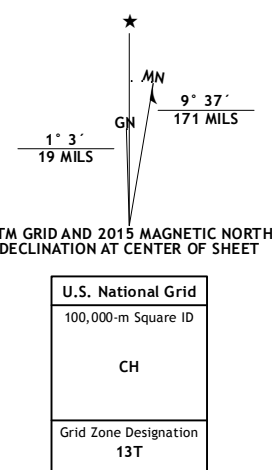 ★
MN
GN
9° 37´
171 MILS
1° 3´
19 MILS
TM GRID AND 2015 MAGNETIC NORTH
DECLINATION AT CENTER OF SHEET
U.S. National Grid
100,000-m Square ID
CH
Grid Zone Designation
13T